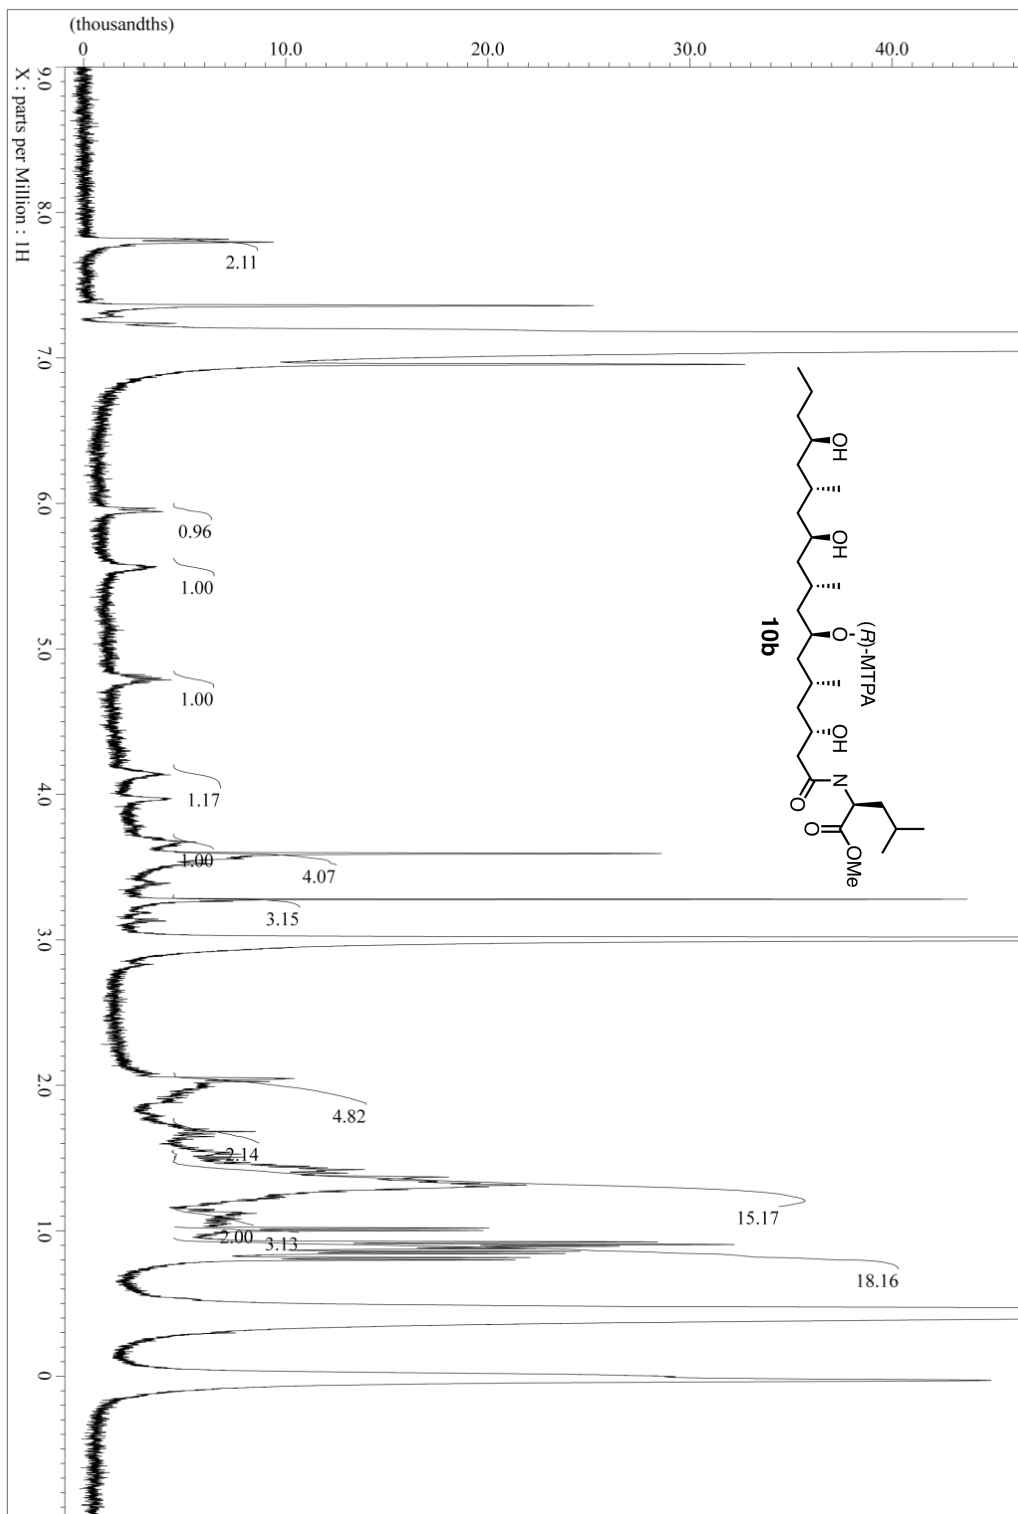 (thousandths)
0 10.0 20.0 30.0 40.0
X : parts per Million : 1H
9.0 8.0 7.0 6.0 5.0 4.0 3.0 2.0 1.0 0
2.11
0.96
1.00
1.00
1.17
1.00
4.07
3.15
4.82
2.14
15.17
2.00
3.13
18.16
OH
OH
(R)-MTPA
O
OH
N
O
O
OMe
10b